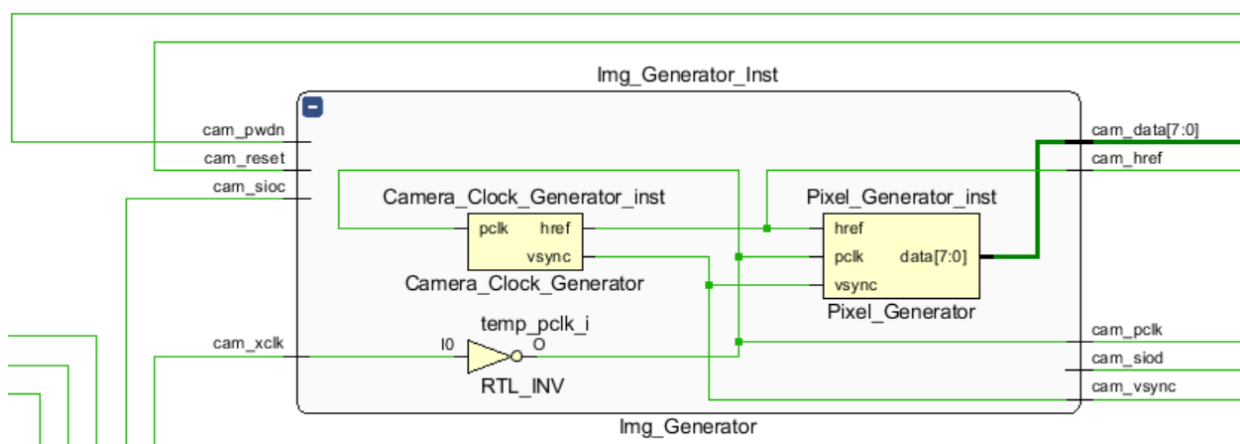 Img_Generator_Inst
cam_pwdn
cam_reset
cam_sioc
cam_data[7:0]
cam_href
Camera_Clock_Generator_inst
pclk href
vsync
Camera_Clock_Generator
Pixel_Generator_inst
href
pclk data[7:0]
vsync
Pixel_Generator
cam_xclk
temp_pclk_i
I0 O
RTL_INV
cam_pclk
cam_siod
cam_vsync
Img_Generator